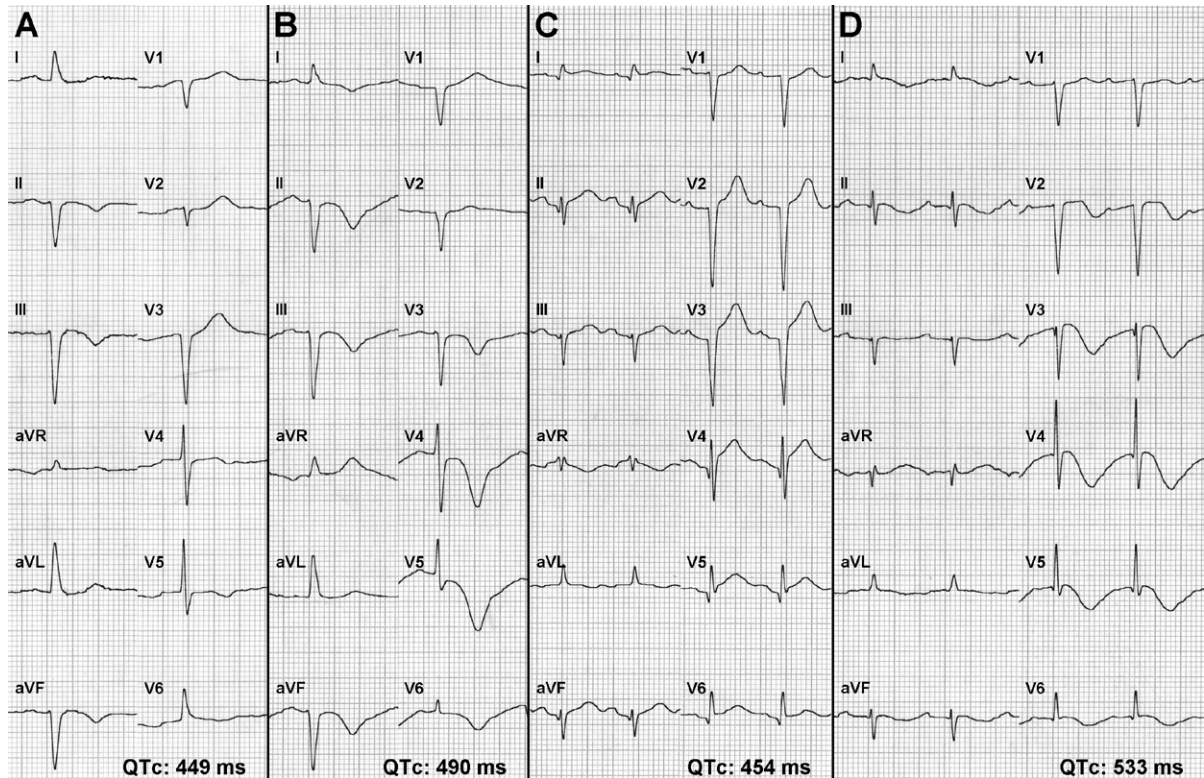 A B C D
I V1 I V1 I V1 I V1
II V2 II V2 II V2 II V2
III V3 III V3 III V3 III V3
aVR V4 aVR V4 aVR V4 aVR V4
aVL V5 aVL V5 aVL V5 aVL V5
aVF V6 aVF V6 aVF V6 aVF V6
QTc: 449 ms QTc: 490 ms QTc: 454 ms QTc: 533 ms